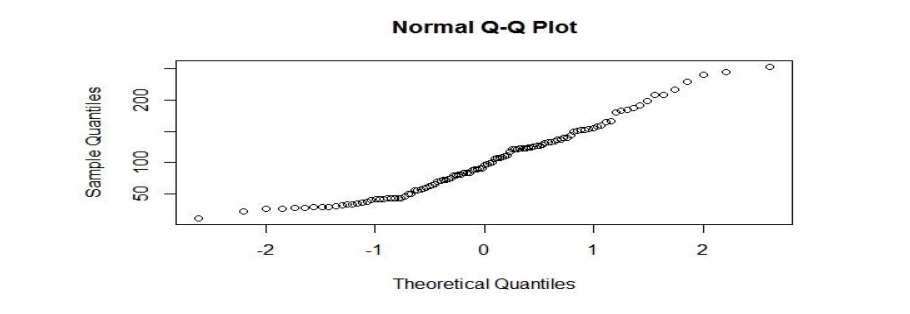 Normal Q-Q Plot
Sample Quantiles
200
100
50
-2 -1 0 1 2
Theoretical Quantiles